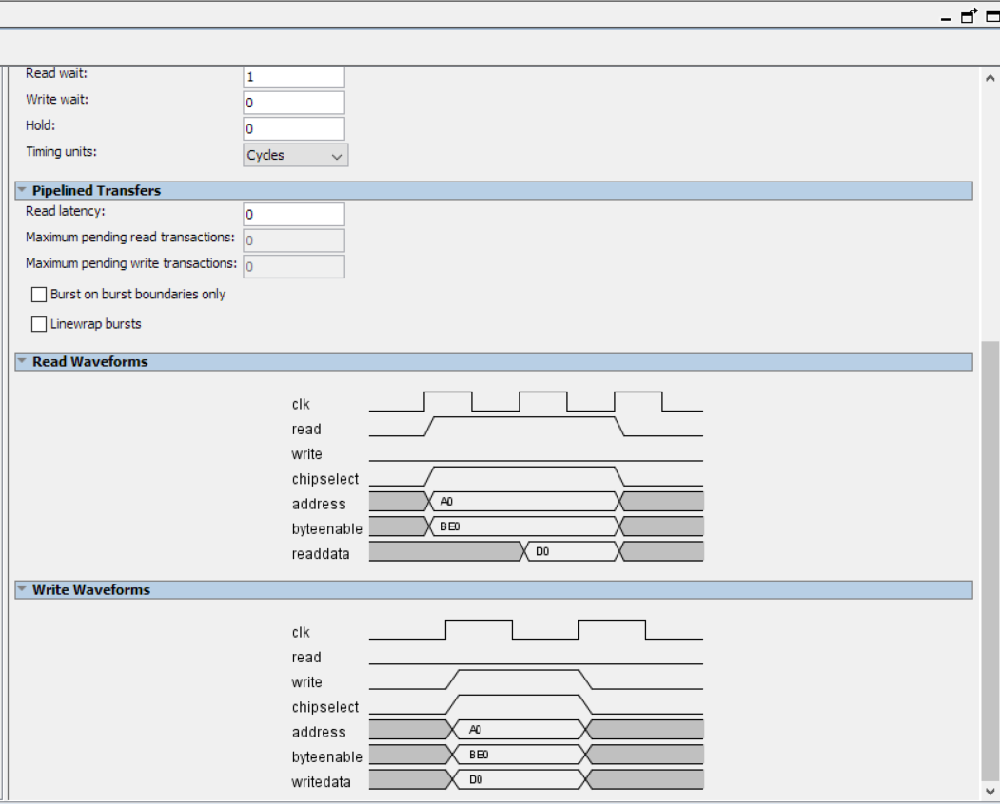 Read wait: 1
Write wait: 0
Hold: 0
Timing units: Cycles
Pipelined Transfers
Read latency: 0
Maximum pending read transactions: 0
Maximum pending write transactions: 0
Burst on burst boundaries only
Linewrap bursts
Read Waveforms
clk
read
write
chipselect
address A0
byteenable BE0
readdata D0
Write Waveforms
clk
read
write
chipselect
address A0
byteenable BE0
writedata D0